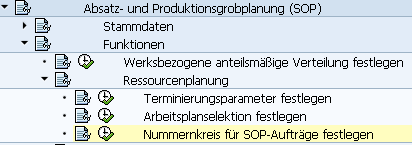 Absatz- und Produktionsgrobplanung (SOP)
Stammdaten
Funktionen
Werksbezogene anteilsmäßige Verteilung festlegen
Ressourcenplanung
Terminierungsparameter festlegen
Arbeitsplanselektion festlegen
Nummernkreis für SOP-Aufträge festlegen